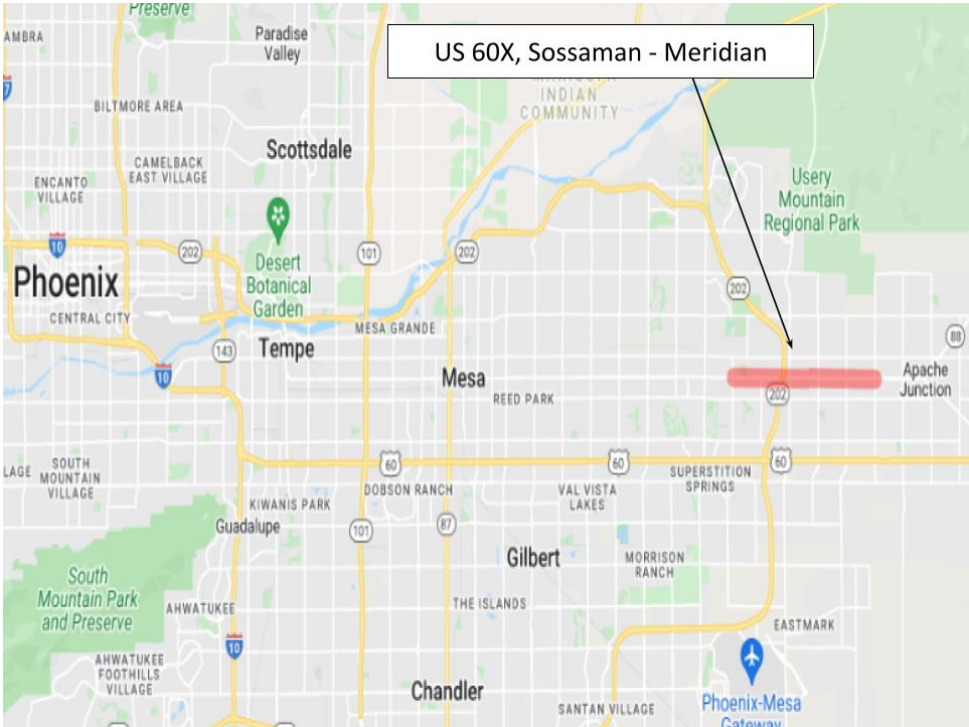 Preserve
AMBRA
Paradise
Valley
US 60X, Sossaman - Meridian
INDIAN
COMMUNITY
BILTMORE AREA
Scottsdale
CAMELBACK
EAST VILLAGE
ENCANTO
VILLAGE
Usery
Mountain
Regional Park
10
202
101
202
Desert
Botanical
Garden
Phoenix
202
CENTRAL CITY
MESA GRANDE
88
143
Tempe
10
Mesa
Apache
Junction
REED PARK
202
60
60
60
LAGE
SOUTH
MOUNTAIN
VILLAGE
SUPERSTITION
SPRINGS
DOBSON RANCH
VAL VISTA
LAKES
KIWANIS PARK
Guadalupe
101
87
Gilbert
MORRISON
RANCH
South
Mountain Park
and Preserve
THE ISLANDS
AHWATUKEE
EASTMARK
10
AHWATUKEE
FOOTHILLS
VILLAGE
Chandler
SANTAN VILLAGE
Phoenix-Mesa
Gateway